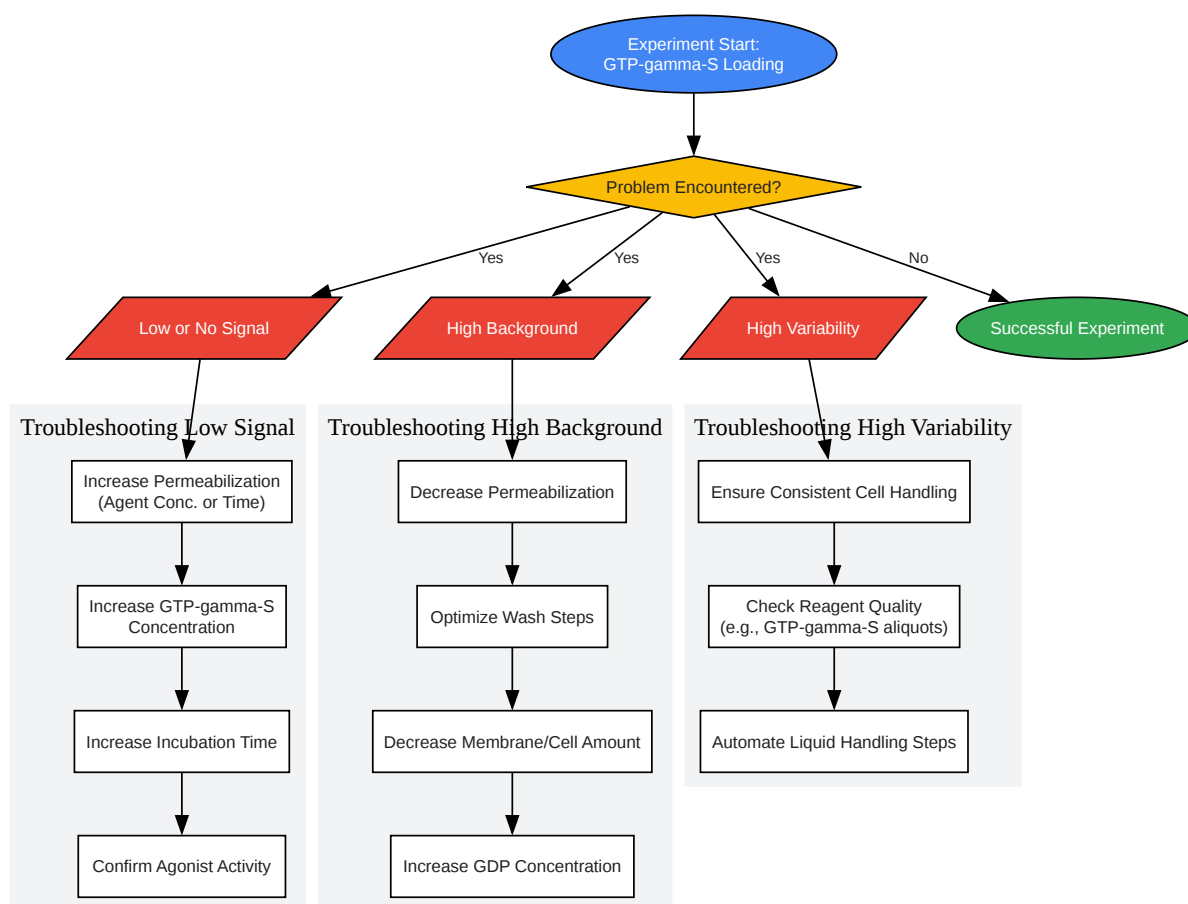 Experiment Start:
GTP-gamma-S Loading
Problem Encountered?
Yes
Yes
Yes
No
Low or No Signal
High Background
High Variability
Successful Experiment
Troubleshooting Low Signal
Troubleshooting High Background
Troubleshooting High Variability
Increase Permeabilization
(Agent Conc. or Time)
Decrease Permeabilization
Ensure Consistent Cell Handling
Increase GTP-gamma-S
Concentration
Optimize Wash Steps
Check Reagent Quality
(e.g., GTP-gamma-S aliquots)
Increase Incubation Time
Decrease Membrane/Cell Amount
Automate Liquid Handling Steps
Confirm Agonist Activity
Increase GDP Concentration